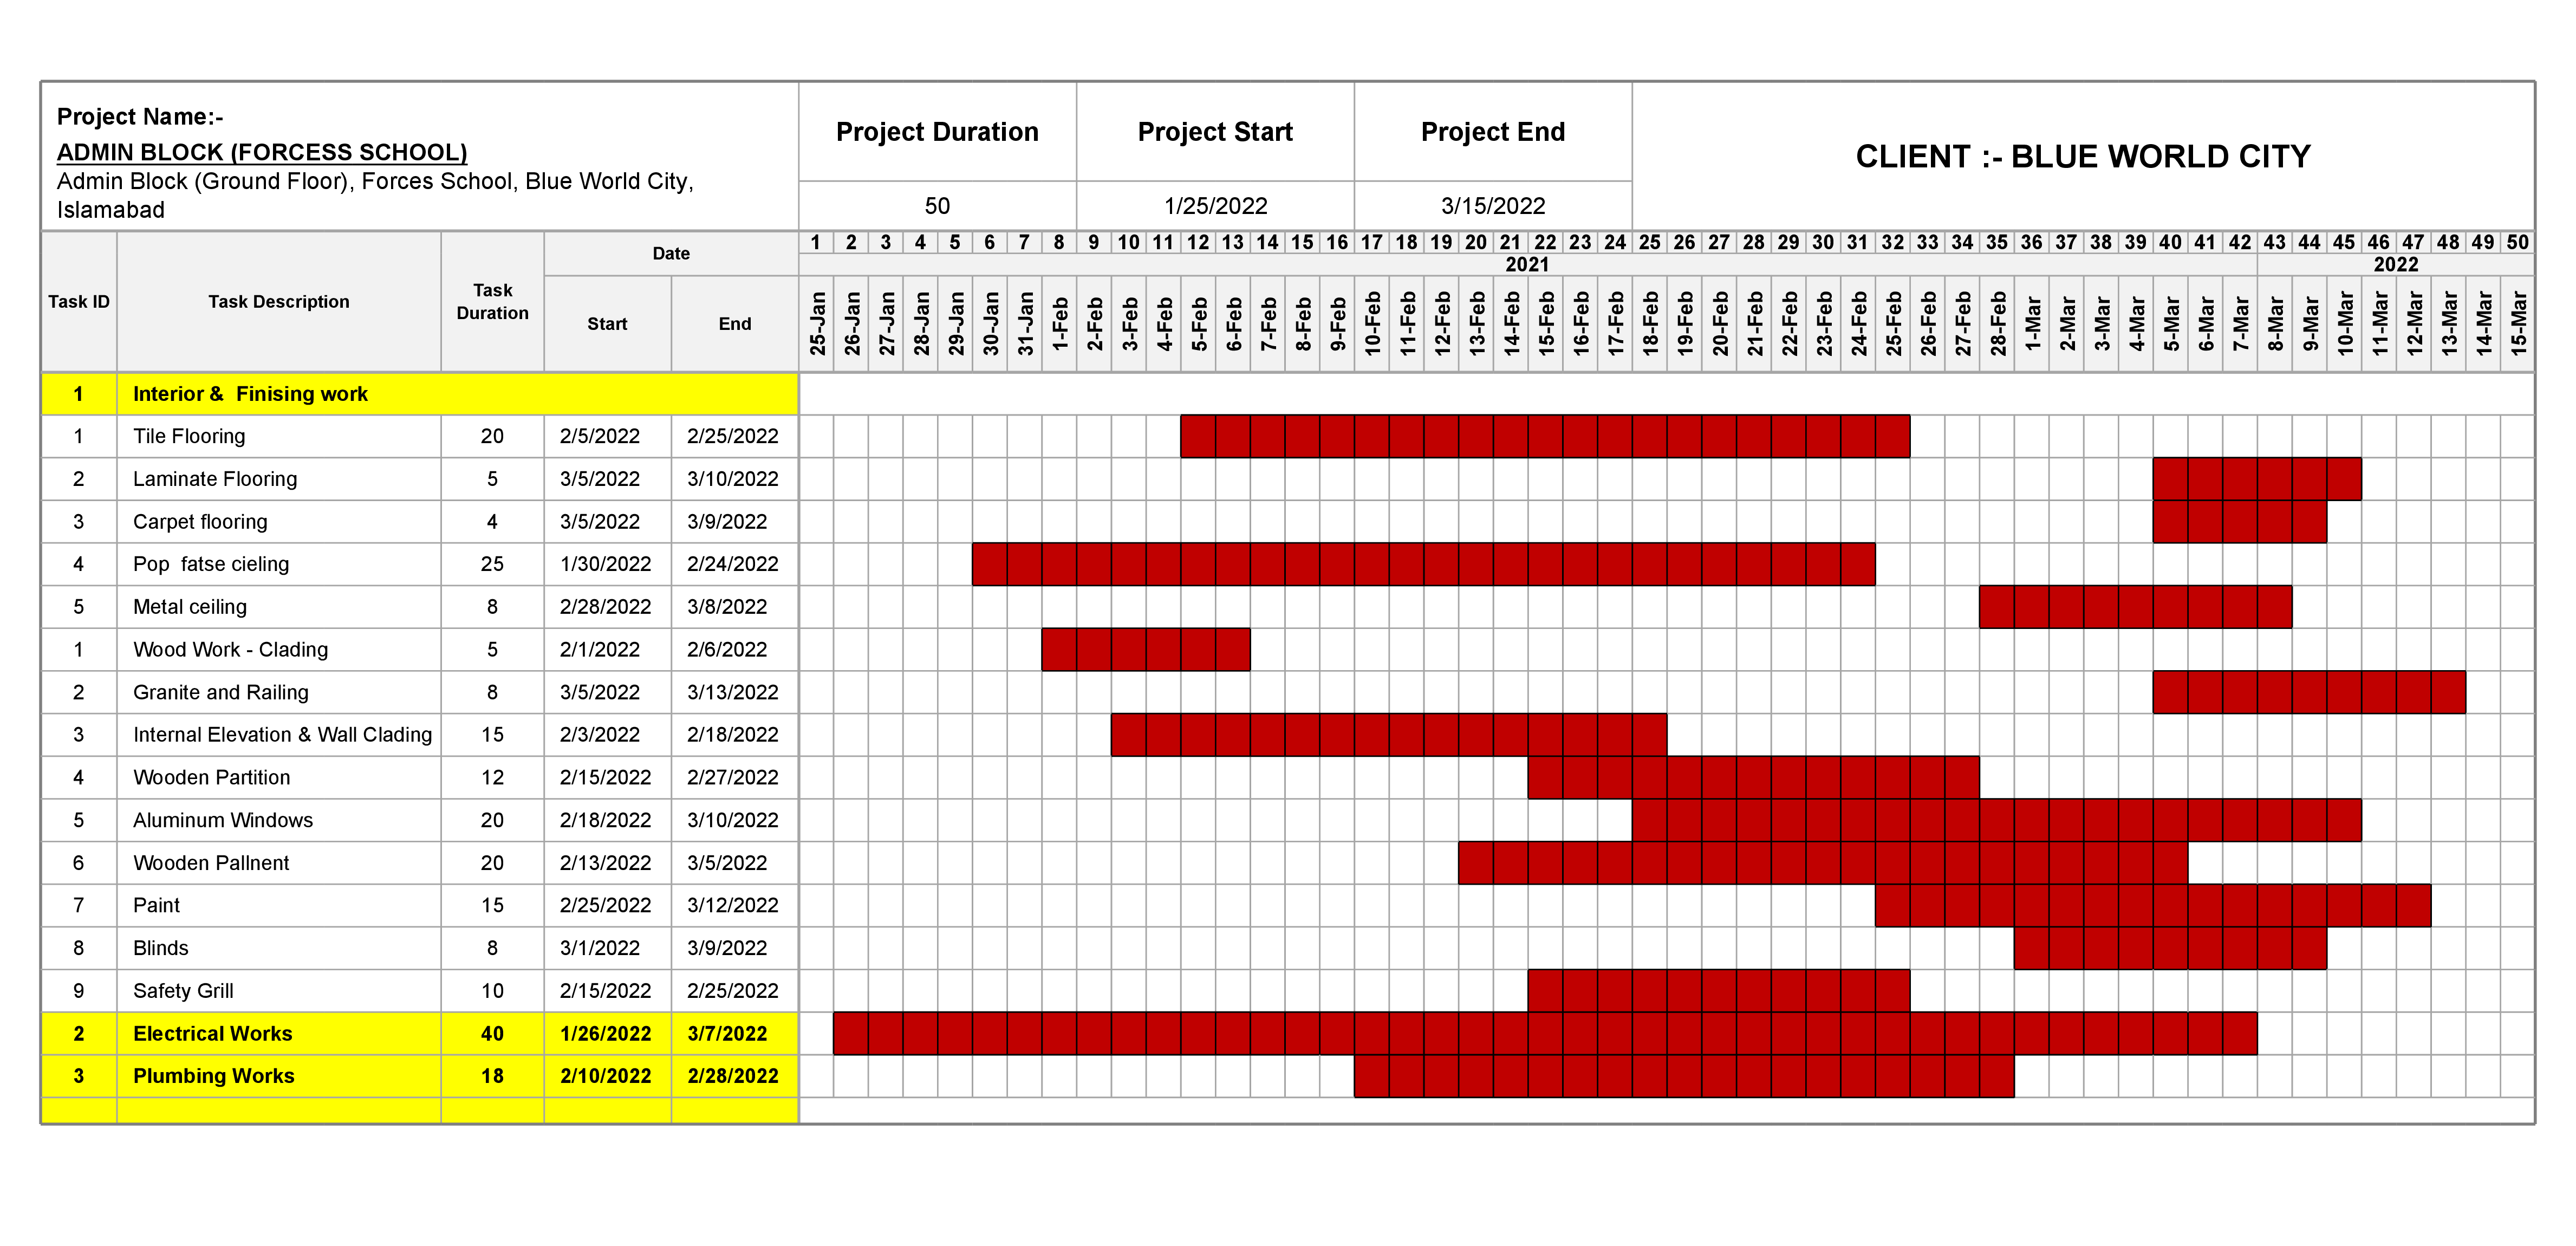 Project Name:-
ADMIN BLOCK (FORCESS SCHOOL)
Admin Block (Ground Floor), Forces School, Blue World City,
Islamabad
Project Duration
Project Start
Project End
CLIENT :- BLUE WORLD CITY
50
1/25/2022
3/15/2022
Task ID
Task Description
Task
Duration
Date
Start
End
1 2 3 4 5 6 7 8 9 10 11 12 13 14 15 16 17 18 19 20 21 22 23 24 25 26 27 28 29 30 31 32 33 34 35 36 37 38 39 40 41 42 43 44 45 46 47 48 49 50
2021 2022
25-Jan 26-Jan 27-Jan 28-Jan 29-Jan 30-Jan 31-Jan 1-Feb 2-Feb 3-Feb 4-Feb 5-Feb 6-Feb 7-Feb 8-Feb 9-Feb 10-Feb 11-Feb 12-Feb 13-Feb 14-Feb 15-Feb 16-Feb 17-Feb 18-Feb 19-Feb 20-Feb 21-Feb 22-Feb 23-Feb 24-Feb 25-Feb 26-Feb 27-Feb 28-Feb 1-Mar 2-Mar 3-Mar 4-Mar 5-Mar 6-Mar 7-Mar 8-Mar 9-Mar 10-Mar 11-Mar 12-Mar 13-Mar 14-Mar 15-Mar
1 Interior & Finising work
1 Tile Flooring 20 2/5/2022 2/25/2022
2 Laminate Flooring 5 3/5/2022 3/10/2022
3 Carpet flooring 4 3/5/2022 3/9/2022
4 Pop fatse cieling 25 1/30/2022 2/24/2022
5 Metal ceiling 8 2/28/2022 3/8/2022
1 Wood Work - Clading 5 2/1/2022 2/6/2022
2 Granite and Railing 8 3/5/2022 3/13/2022
3 Internal Elevation & Wall Clading 15 2/3/2022 2/18/2022
4 Wooden Partition 12 2/15/2022 2/27/2022
5 Aluminum Windows 20 2/18/2022 3/10/2022
6 Wooden Pallnent 20 2/13/2022 3/5/2022
7 Paint 15 2/25/2022 3/12/2022
8 Blinds 8 3/1/2022 3/9/2022
9 Safety Grill 10 2/15/2022 2/25/2022
2 Electrical Works 40 1/26/2022 3/7/2022
3 Plumbing Works 18 2/10/2022 2/28/2022